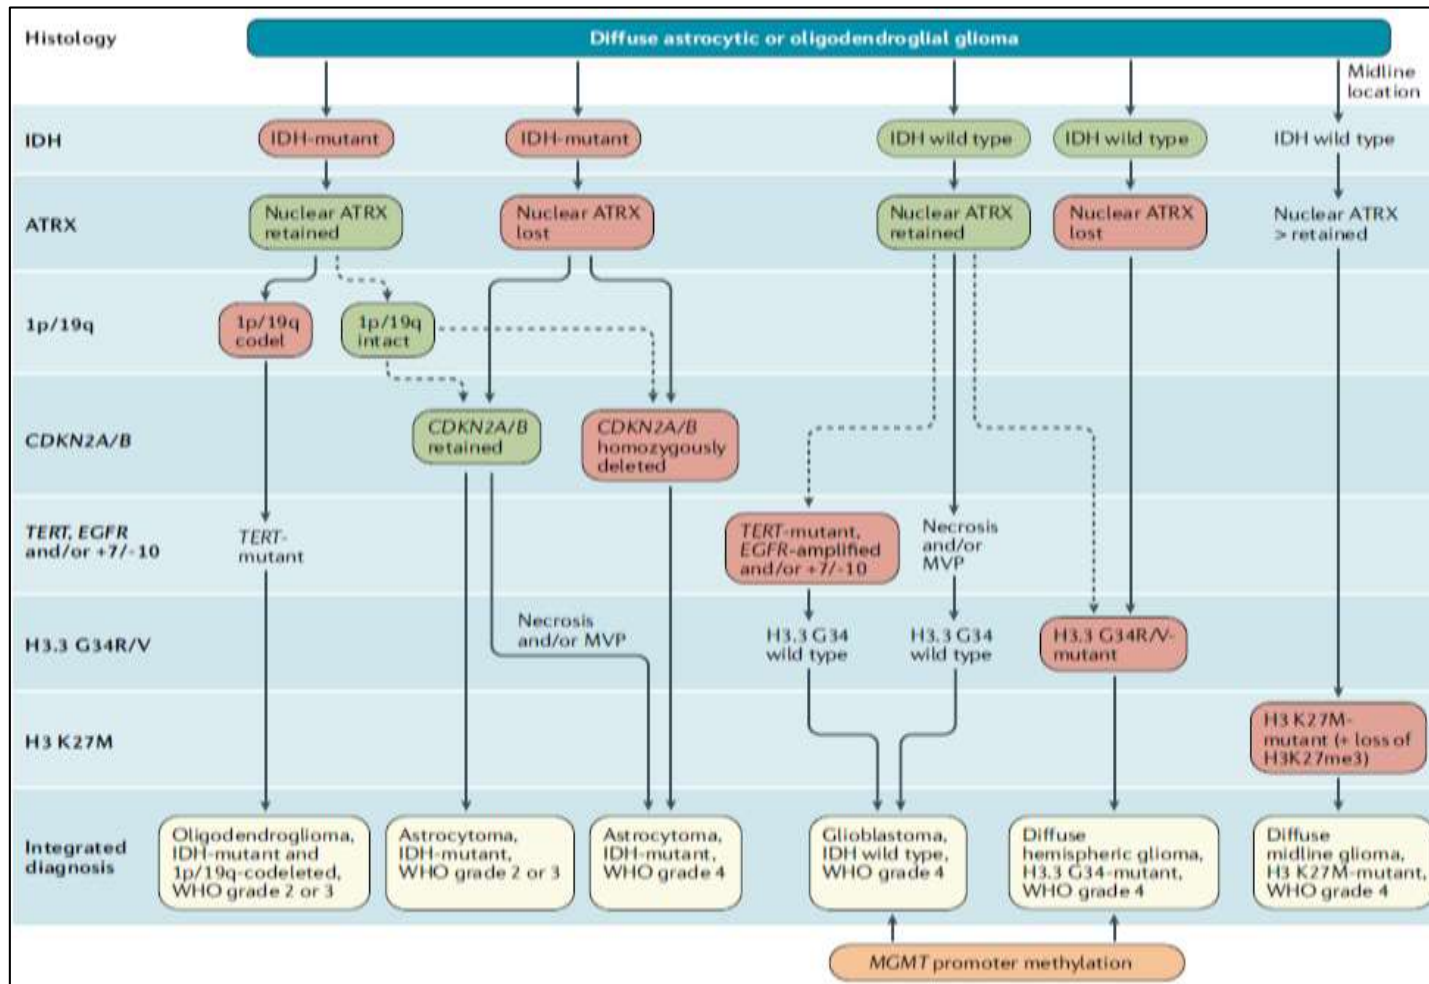 Histology
Diffuse astrocytic or oligodendroglial glioma
Midline
location
IDH
IDH-mutant
IDH-mutant
IDH wild type
IDH wild type
IDH wild type
ATRX
Nuclear ATRX
retained
Nuclear ATRX
lost
Nuclear ATRX
retained
Nuclear ATRX
lost
Nuclear ATRX
> retained
1p/19q
1p/19q
codel
1p/19q
intact
CDKN2A/B
CDKN2A/B
retained
CDKN2A/B
homozygously
deleted
TERT, EGFR
and/or +7/-10
TERT-
mutant
TERT-mutant,
EGFR-amplified
and/or +7/-10
Necrosis
and/or
MVP
H3.3 G34R/V
Necrosis
and/or MVP
H3.3 G34
wild type
H3.3 G34
wild type
H3.3 G34R/V-
mutant
H3 K27M
H3 K27M-
mutant (+ loss of
H3K27me3)
Integrated
diagnosis
Oligodendroglioma,
IDH-mutant and
1p/19q-codeleted,
WHO grade 2 or 3
Astrocytoma,
IDH-mutant,
WHO grade 2 or 3
Astrocytoma,
IDH-mutant,
WHO grade 4
Glioblastoma,
IDH wild type,
WHO grade 4
Diffuse
hemispheric glioma,
H3.3 G34-mutant,
WHO grade 4
Diffuse
midline glioma,
H3 K27M-mutant,
WHO grade 4
MGMT promoter methylation